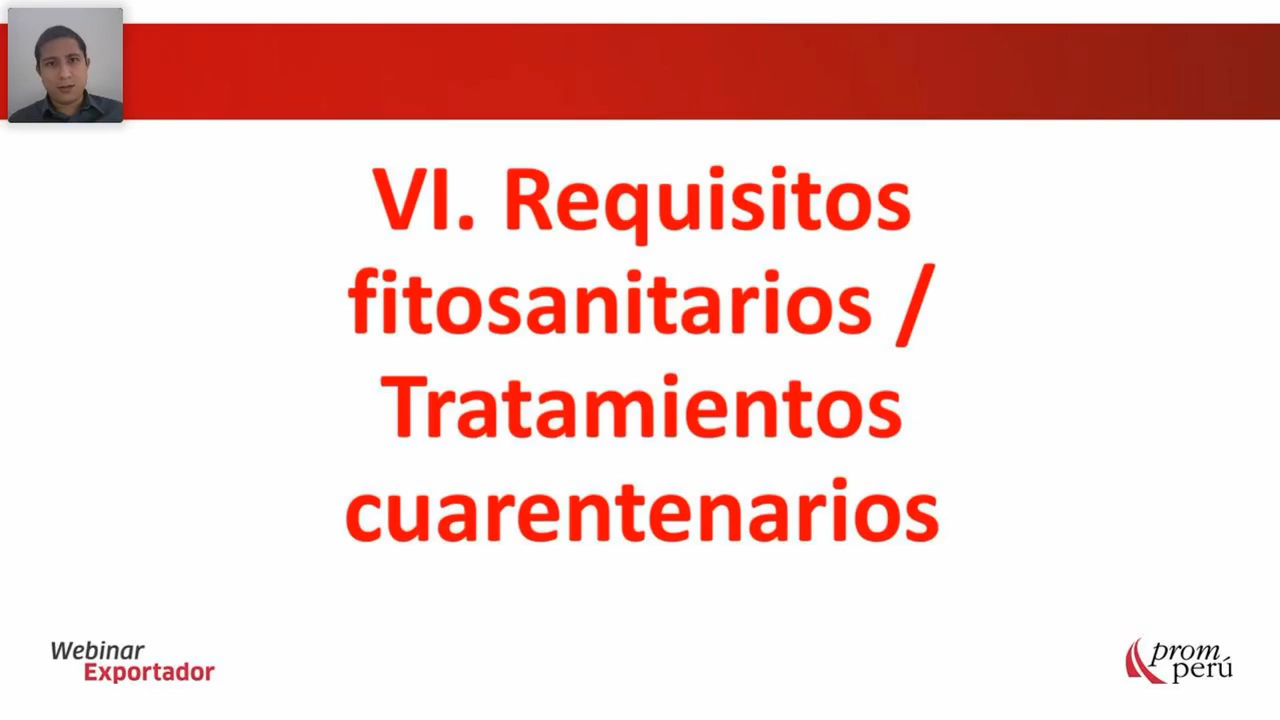 VI. Requisitos
fitosanitarios /
Tratamientos
cuarentenarios
Webinar
Exportador
prom
perú